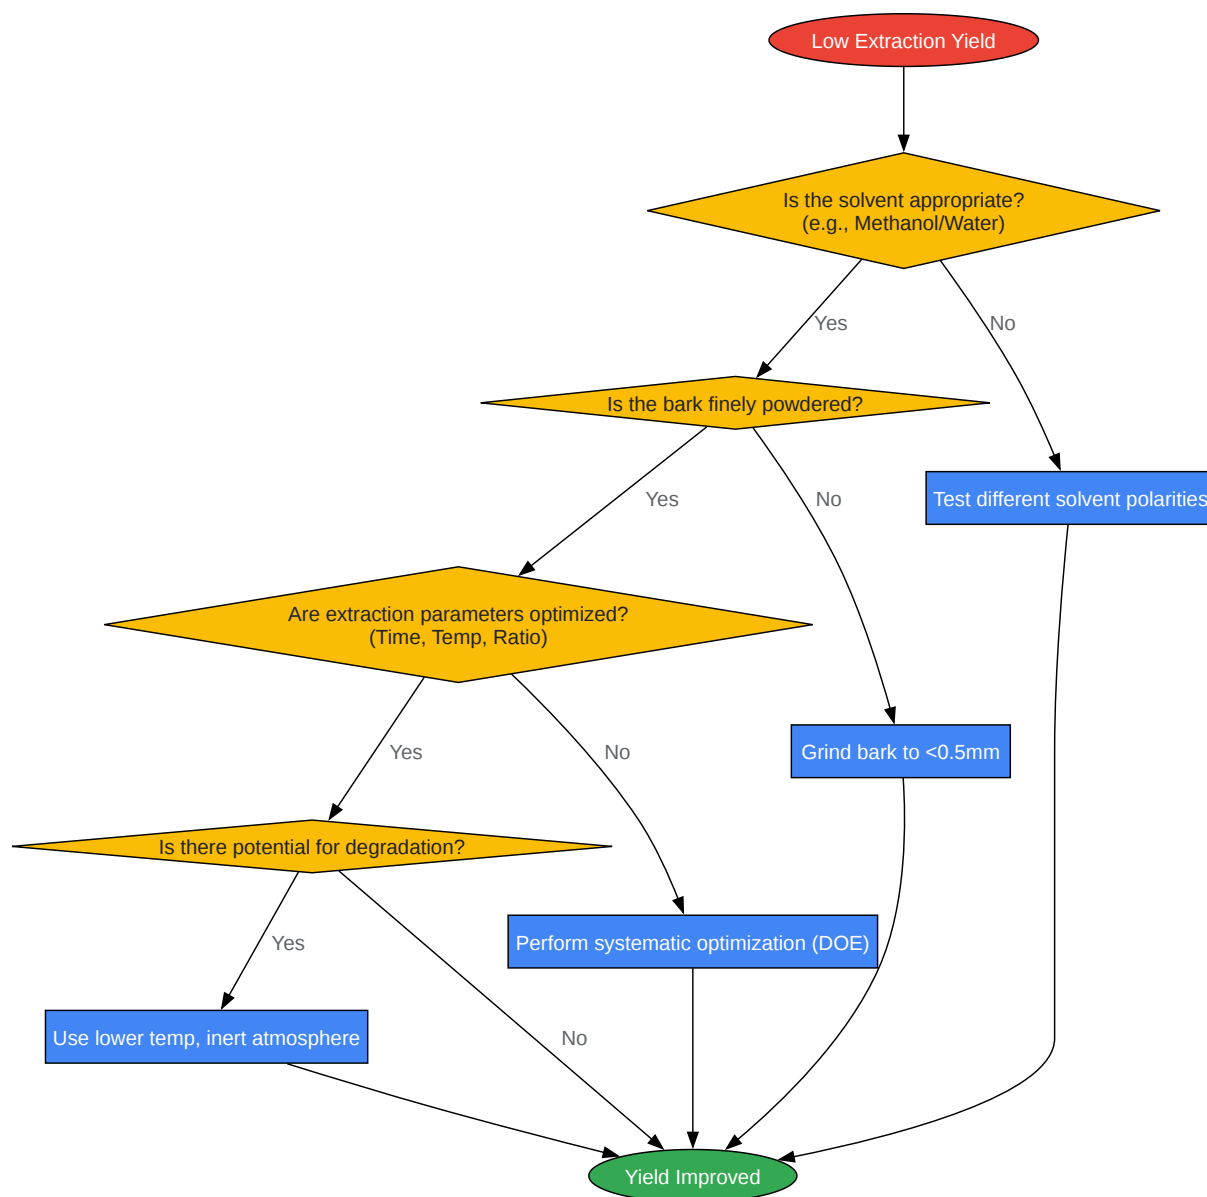 Low Extraction Yield
Is the solvent appropriate?
(e.g., Methanol/Water)
Yes
No
Is the bark finely powdered?
Test different solvent polarities
Yes
No
Are extraction parameters optimized?
(Time, Temp, Ratio)
Grind bark to <0.5mm
Yes
No
Is there potential for degradation?
Perform systematic optimization (DOE)
Yes
No
Use lower temp, inert atmosphere
Yield Improved